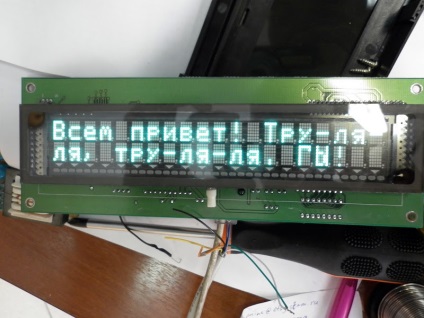 Всем привет! Тру-ля-
ля, тру-ля-ля. Гы!